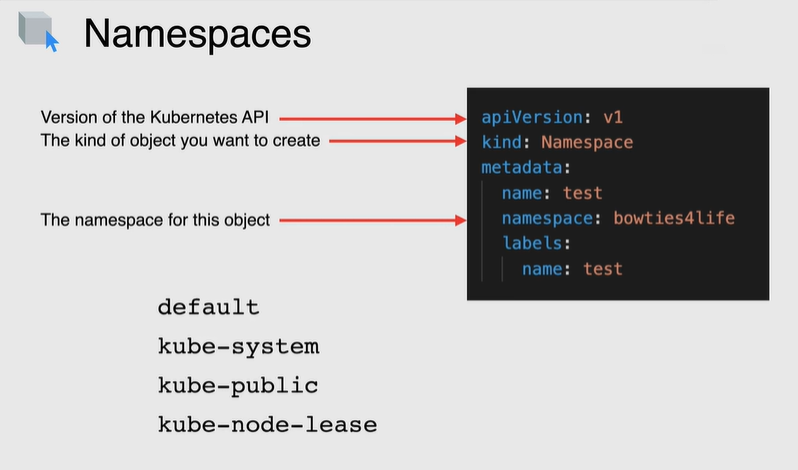 Namespaces
Version of the Kubernetes API
The kind of object you want to create
The namespace for this object
apiVersion: v1
kind: Namespace
metadata:
name: test
namespace: bowties4life
labels:
name: test
default
kube-system
kube-public
kube-node-lease